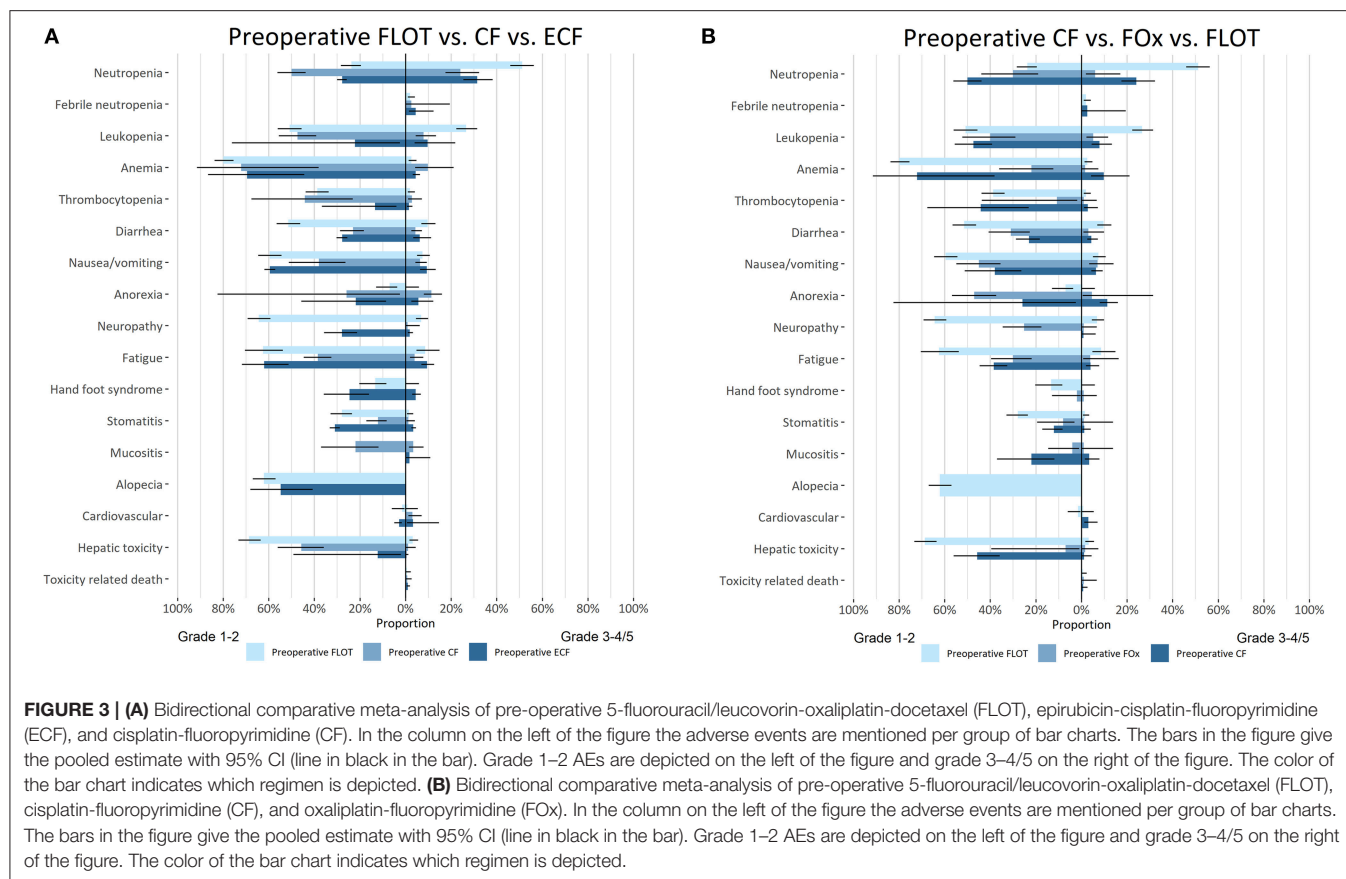 A
Preoperative FLOT vs. CF vs. ECF
Neutropenia
Febrile neutropenia
Leukopenia
Anemia
Thrombocytopenia
Diarrhea
Nausea/vomiting
Anorexia
Neuropathy
Fatigue
Hand foot syndrome
Stomatitis
Mucositis
Alopecia
Cardiovascular
Hepatic toxicity
Toxicity related death
100% 80% 60% 40% 20% 0% 20% 40% 60% 80% 100%
Proportion
Grade 1-2 Grade 3-4/5
Preoperative FLOT Preoperative CF Preoperative ECF
B
Preoperative CF vs. FOx vs. FLOT
Neutropenia
Febrile neutropenia
Leukopenia
Anemia
Thrombocytopenia
Diarrhea
Nausea/vomiting
Anorexia
Neuropathy
Fatigue
Hand foot syndrome
Stomatitis
Mucositis
Alopecia
Cardiovascular
Hepatic toxicity
Toxicity related death
100% 80% 60% 40% 20% 0% 20% 40% 60% 80% 100%
Proportion
Grade 1-2 Grade 3-4/5
Preoperative FLOT Preoperative FOx Preoperative CF
FIGURE 3 | (A) Bidirectional comparative meta-analysis of pre-operative 5-fluorouracil/leucovorin-oxaliplatin-docetaxel (FLOT), epirubicin-cisplatin-fluoropyrimidine
(ECF), and cisplatin-fluoropyrimidine (CF). In the column on the left of the figure the adverse events are mentioned per group of bar charts. The bars in the figure give
the pooled estimate with 95% CI (line in black in the bar). Grade 1–2 AEs are depicted on the left of the figure and grade 3–4/5 on the right of the figure. The color of
the bar chart indicates which regimen is depicted. (B) Bidirectional comparative meta-analysis of pre-operative 5-fluorouracil/leucovorin-oxaliplatin-docetaxel (FLOT),
cisplatin-fluoropyrimidine (CF), and oxaliplatin-fluoropyrimidine (FOx). In the column on the left of the figure the adverse events are mentioned per group of bar charts.
The bars in the figure give the pooled estimate with 95% CI (line in black in the bar). Grade 1–2 AEs are depicted on the left of the figure and grade 3–4/5 on the right
of the figure. The color of the bar chart indicates which regimen is depicted.